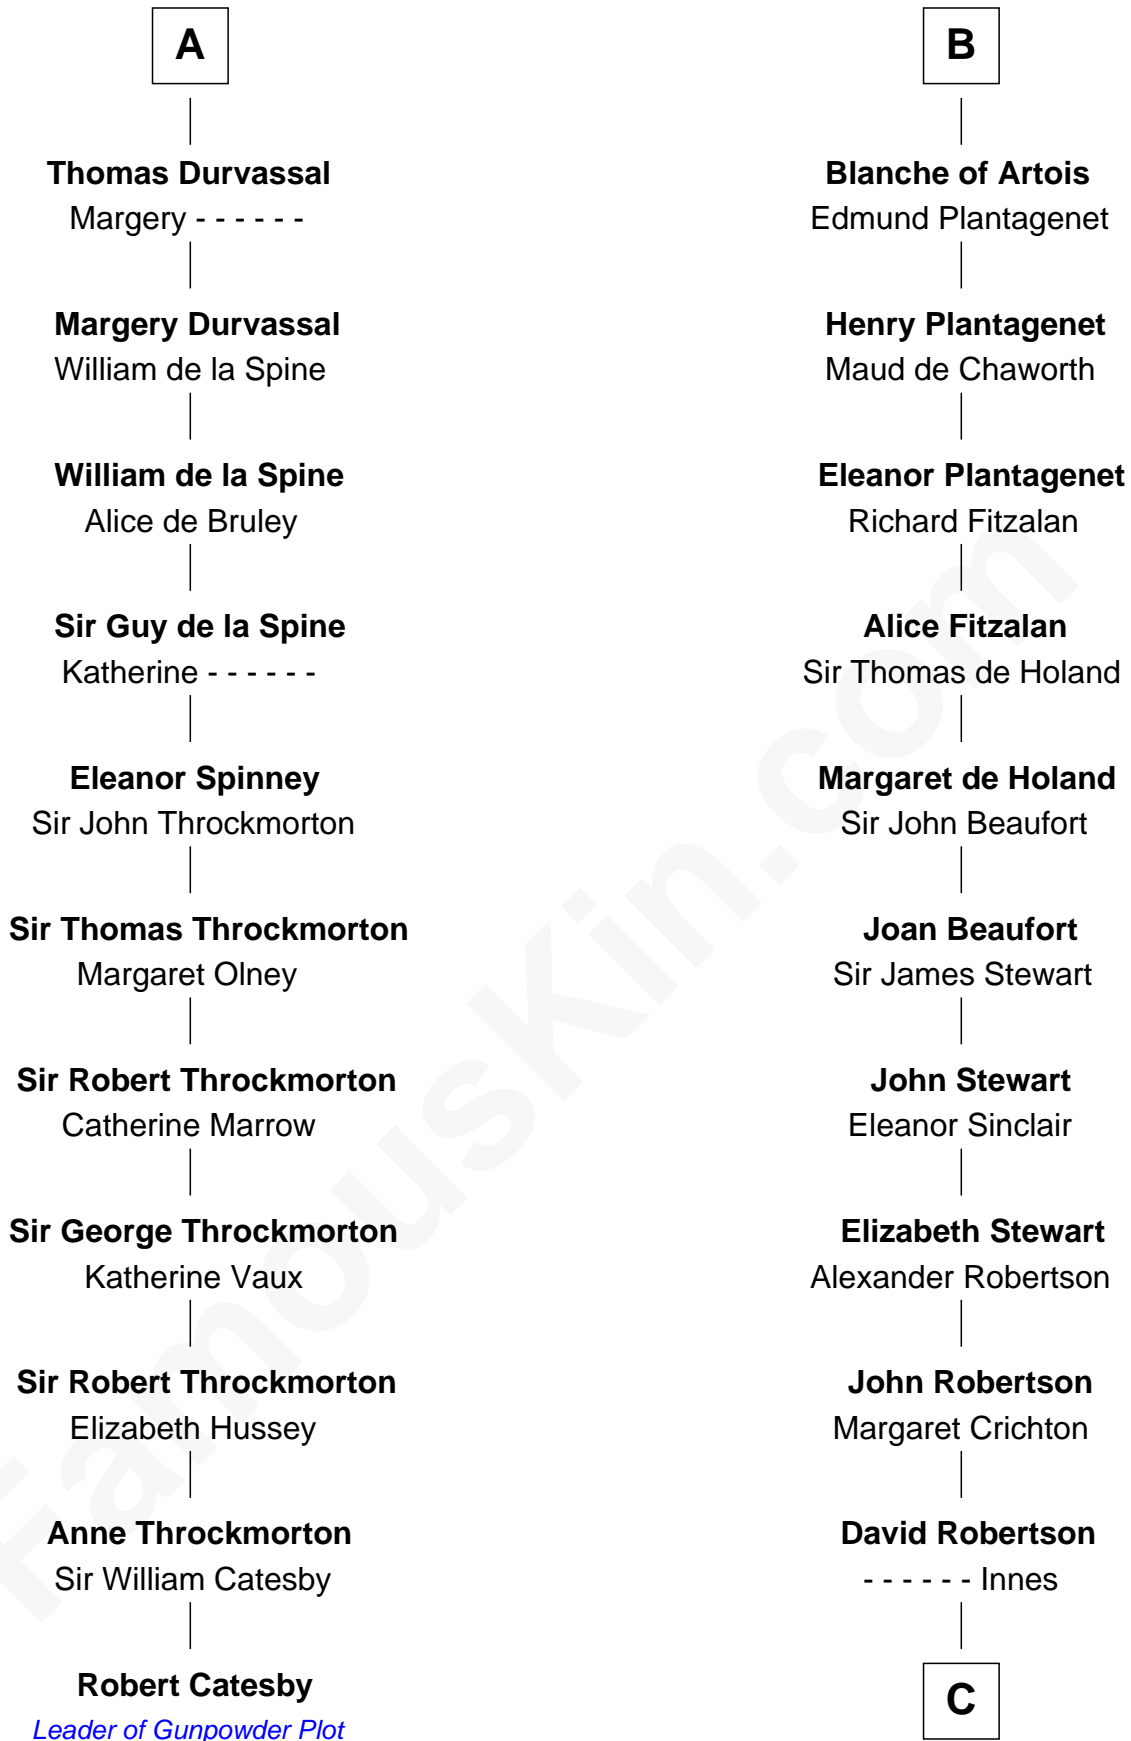 A
Thomas Durvassal
Margery - - - - - -
Margery Durvassal
William de la Spine
William de la Spine
Alice de Bruley
Sir Guy de la Spine
Katherine - - - - - -
Eleanor Spinney
Sir John Throckmorton
Sir Thomas Throckmorton
Margaret Olney
Sir Robert Throckmorton
Catherine Marrow
Sir George Throckmorton
Katherine Vaux
Sir Robert Throckmorton
Elizabeth Hussey
Anne Throckmorton
Sir William Catesby
Robert Catesby
Leader of Gunpowder Plot
B
Blanche of Artois
Edmund Plantagenet
Henry Plantagenet
Maud de Chaworth
Eleanor Plantagenet
Richard Fitzalan
Alice Fitzalan
Sir Thomas de Holand
Margaret de Holand
Sir John Beaufort
Joan Beaufort
Sir James Stewart
John Stewart
Eleanor Sinclair
Elizabeth Stewart
Alexander Robertson
John Robertson
Margaret Crichton
David Robertson
- - - - - - Innes
C
FamousKin.com